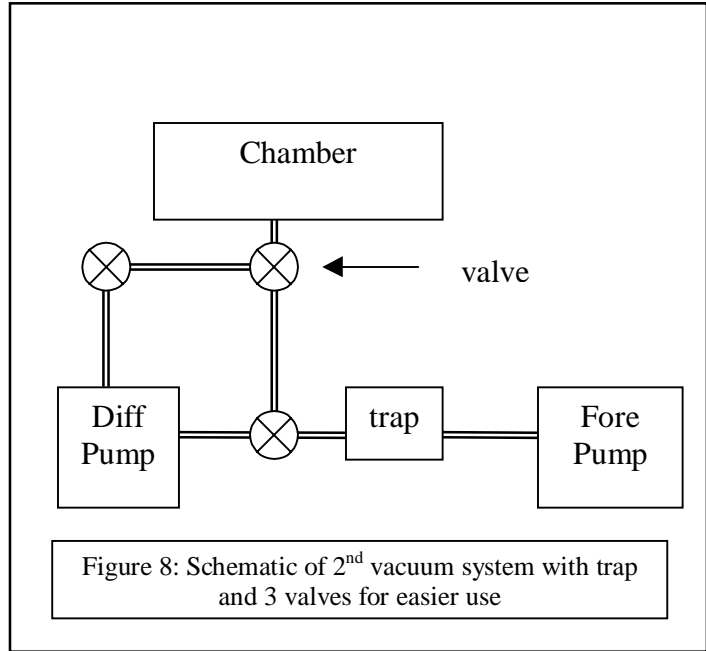 Chamber
valve
Diff
Pump
trap
Fore
Pump
Figure 8: Schematic of 2nd vacuum system with trap
and 3 valves for easier use